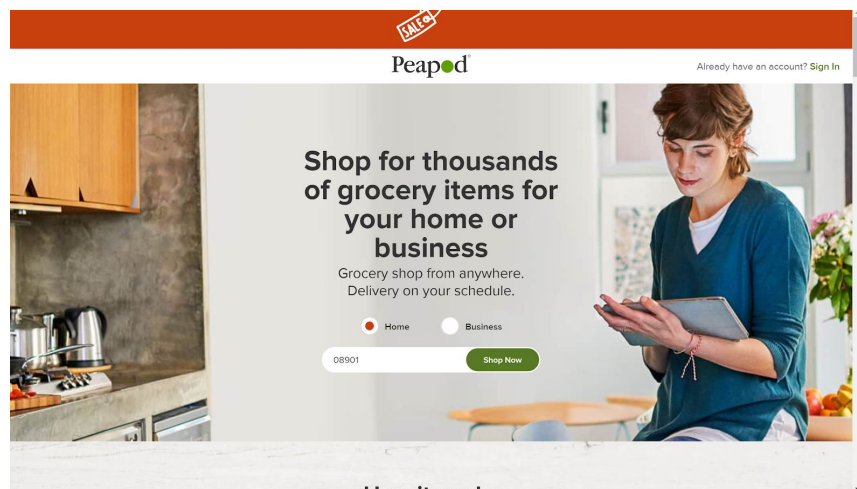 SALE
Peapod
Already have an account? Sign In
Shop for thousands
of grocery items for
your home or
business
Grocery shop from anywhere.
Delivery on your schedule.
Home Business
08901 Shop Now